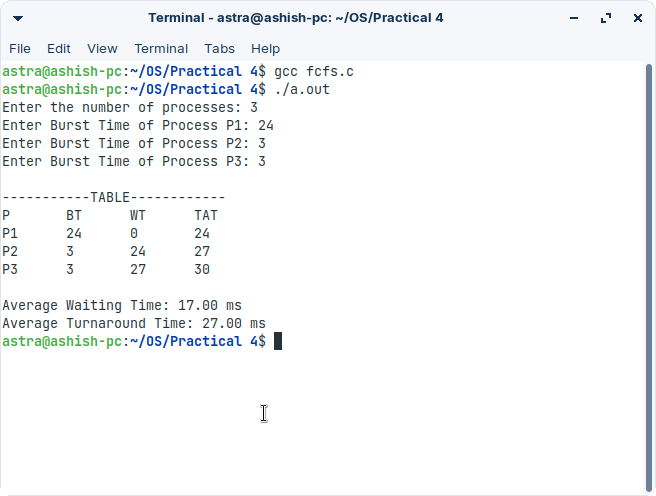 Terminal - astra@ashish-pc: ~/OS/Practical 4
File Edit View Terminal Tabs Help
astra@ashish-pc:~/OS/Practical 4$ gcc fcfs.c
astra@ashish-pc:~/OS/Practical 4$ ./a.out
Enter the number of processes: 3
Enter Burst Time of Process P1: 24
Enter Burst Time of Process P2: 3
Enter Burst Time of Process P3: 3
-----------TABLE------------
P BT WT TAT
P1 24 0 24
P2 3 24 27
P3 3 27 30
Average Waiting Time: 17.00 ms
Average Turnaround Time: 27.00 ms
astra@ashish-pc:~/OS/Practical 4$